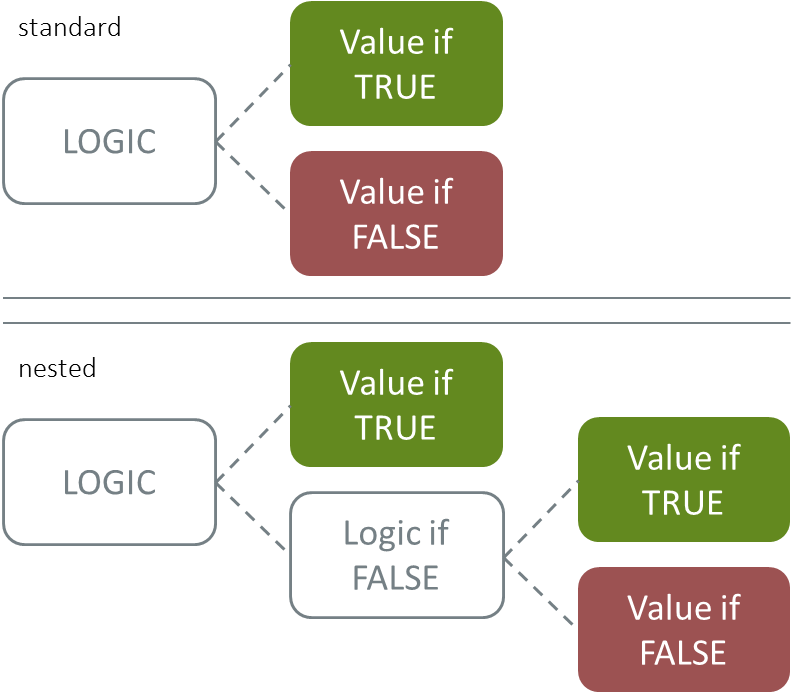 standard
LOGIC
Value if
TRUE
Value if
FALSE
nested
LOGIC
Value if
TRUE
Logic if
FALSE
Value if
TRUE
Value if
FALSE